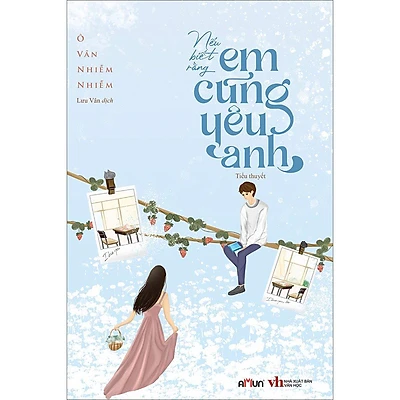 Ô
VÂN
NHIỄM
NHIỄM
Lưu Vân dịch
Nếu
biết
rằng
em
cũng
yêu
anh
Tiểu thuyết
AMUN
vh NHÀ XUẤT BẢN
VĂN HỌC